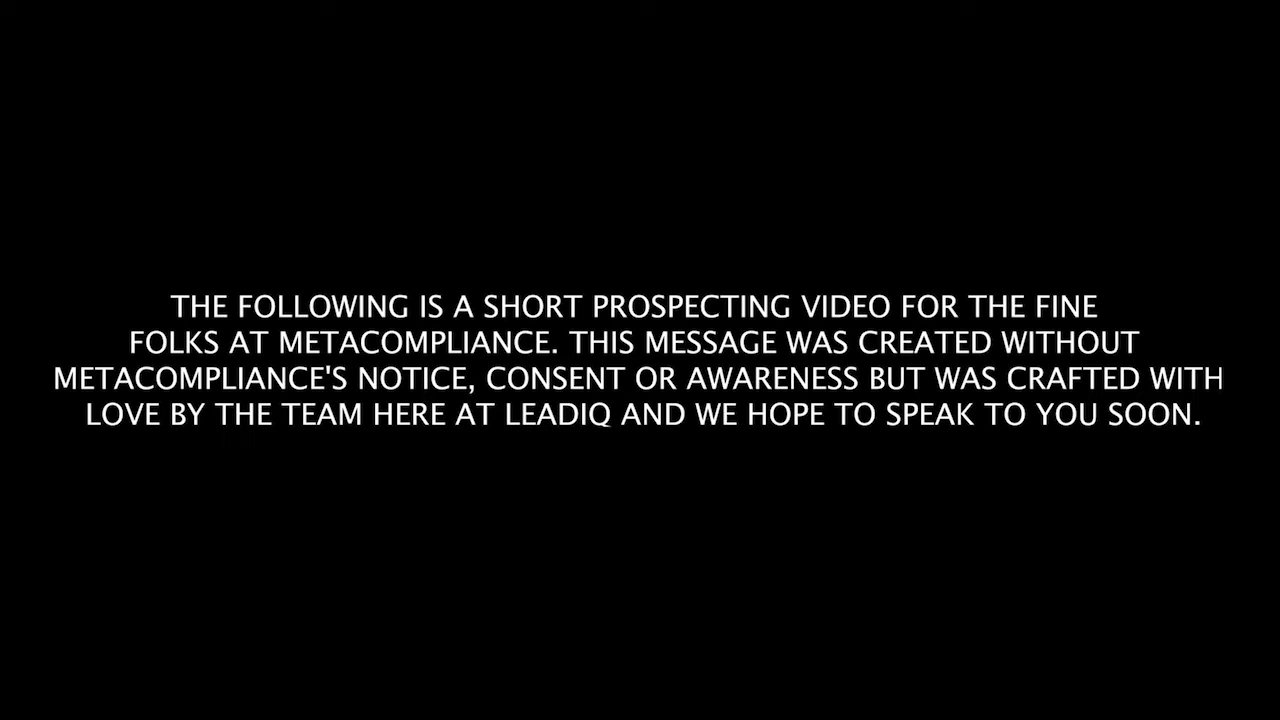 THE FOLLOWING IS A SHORT PROSPECTING VIDEO FOR THE FINE
FOLKS AT METACOMPLIANCE. THIS MESSAGE WAS CREATED WITHOUT
METACOMPLIANCE'S NOTICE, CONSENT OR AWARENESS BUT WAS CRAFTED WITH
LOVE BY THE TEAM HERE AT LEADIQ AND WE HOPE TO SPEAK TO YOU SOON.